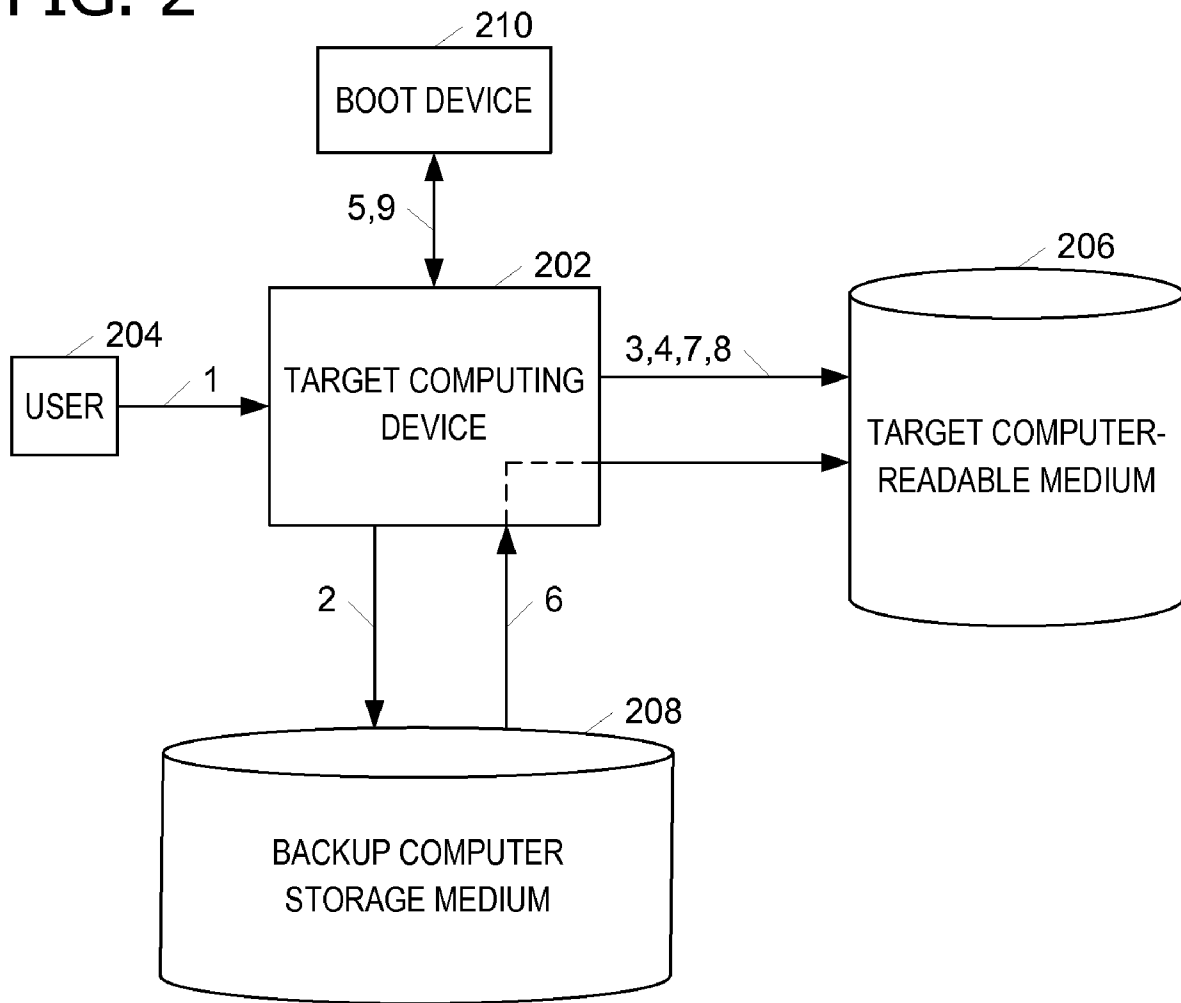 FIG. 2
210
BOOT DEVICE
5,9
202
206
204
1
USER
TARGET COMPUTING
DEVICE
3,4,7,8
TARGET COMPUTER-
READABLE MEDIUM
2
6
208
BACKUP COMPUTER
STORAGE MEDIUM